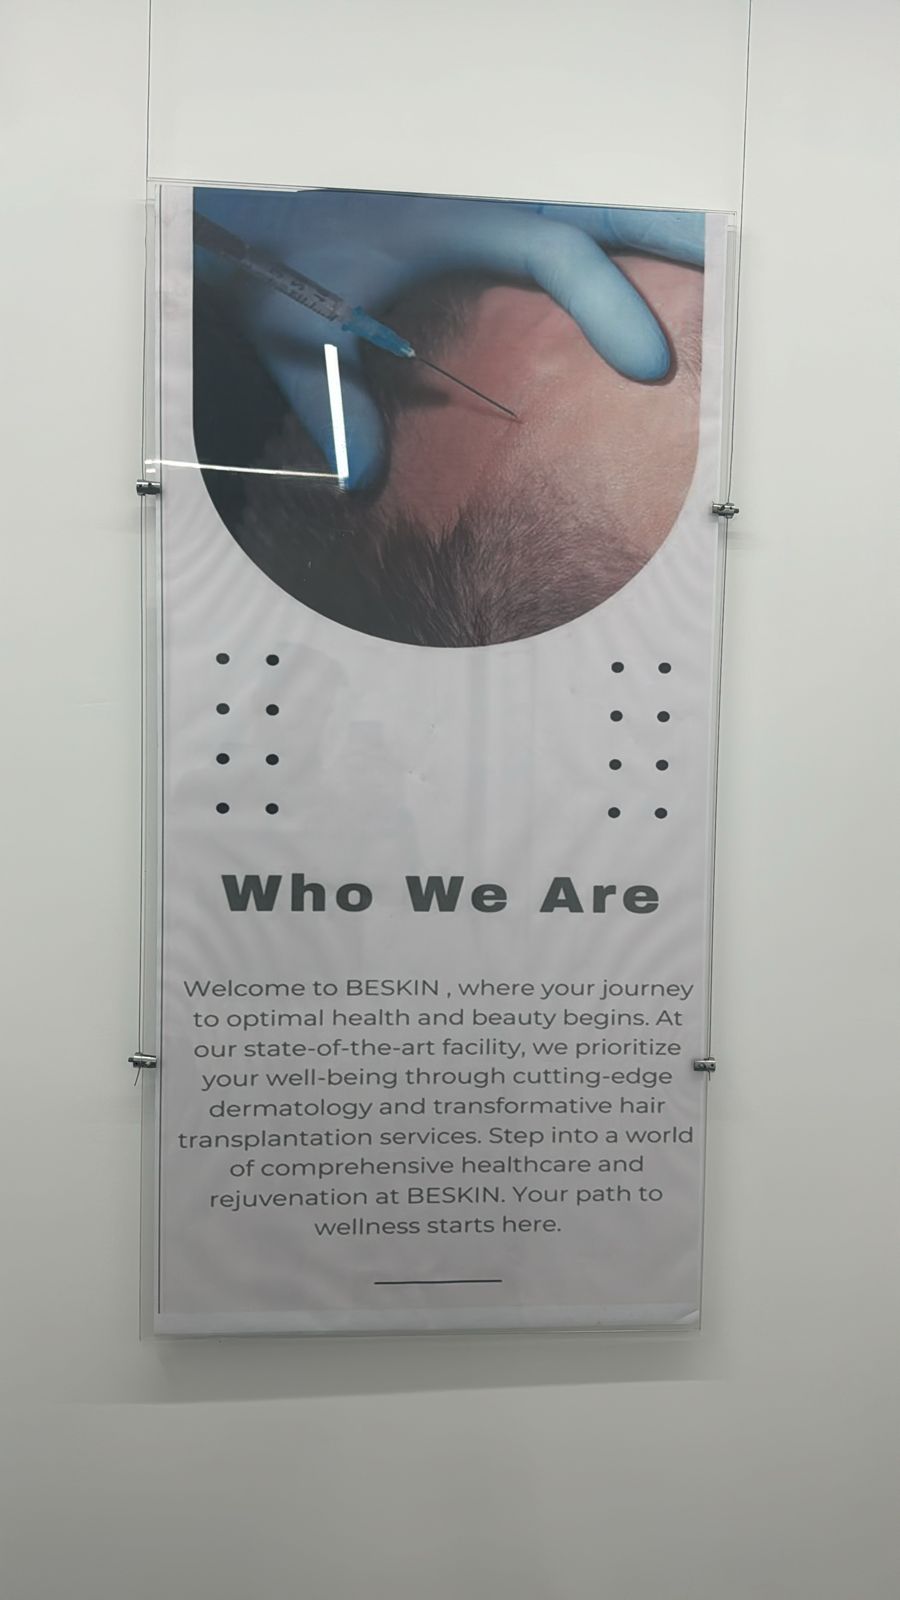 Who We Are
Welcome to BESKIN , where your journey
to optimal health and beauty begins. At
our state-of-the-art facility, we prioritize
your well-being through cutting-edge
dermatology and transformative hair
transplantation services. Step into a world
of comprehensive healthcare and
rejuvenation at BESKIN. Your path to
wellness starts here.